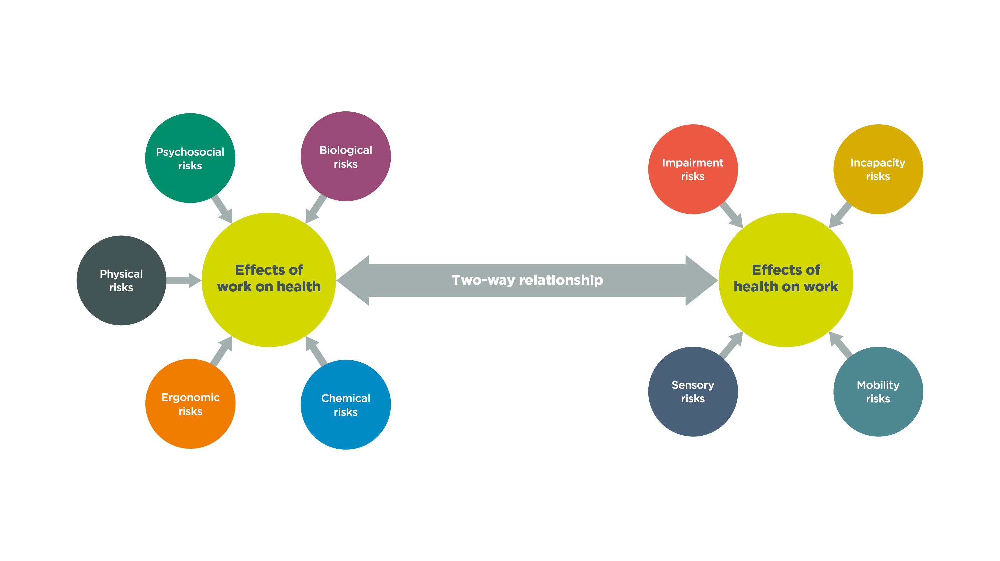 Psychosocial
risks
Biological
risks
Physical
risks
Effects of
work on health
Ergonomic
risks
Chemical
risks
Two-way relationship
Impairment
risks
Incapacity
risks
Effects of
health on work
Sensory
risks
Mobility
risks